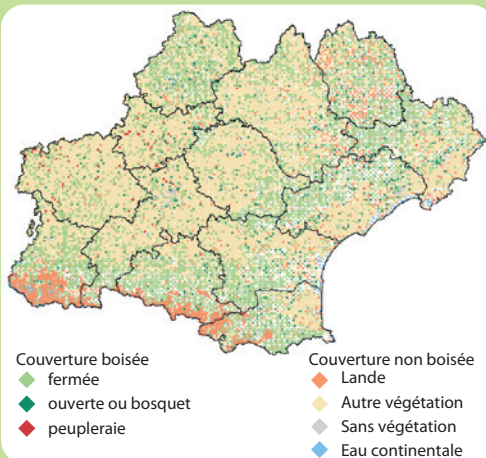 Couverture boisée
fermée
ouverte ou bosquet
peupleraie
Couverture non boisée
Lande
Autre végétation
Sans végétation
Eau continentale